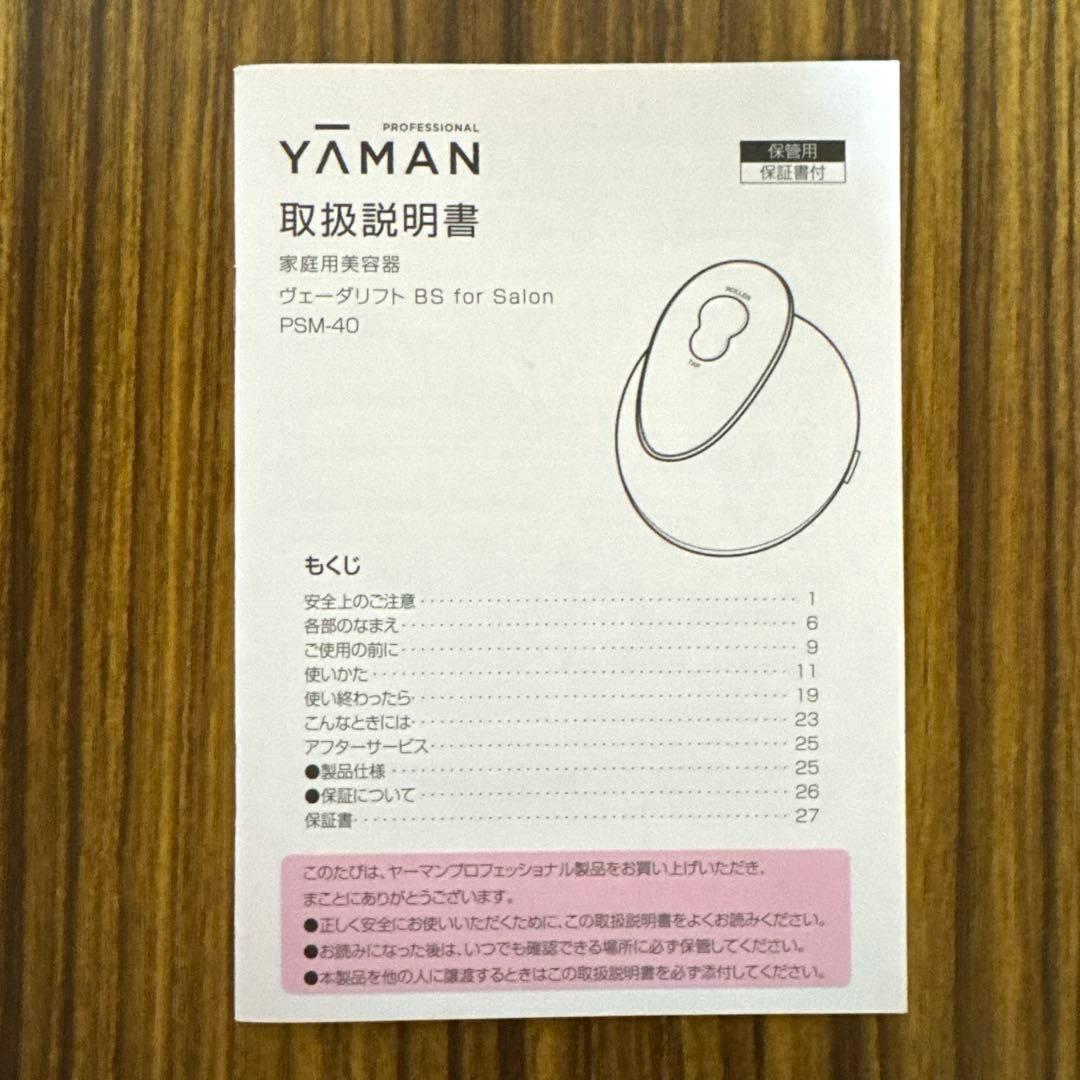 PROFESSIONAL
YAMAN
保管用
保証書付
取扱説明書
家庭用美容器
ヴェーダリフト BS for Salon
PSM-40
ROLLER
TAP
もくじ
安全上のご注意 1
各部のなまえ 6
ご使用の前に 9
使いかた 11
使い終わったら 19
こんなときには 23
アフターサービス 25
●製品仕様 25
●保証について 26
保証書 27
このたびは、ヤーマンプロフェッショナル製品をお買い上げいただき、
まことにありがとうございます。
●正しく安全にお使いいただくために、この取扱説明書をよくお読みください。
●お読みになった後は、いつでも確認できる場所に必ず保管してください。
●本製品を他の人に譲渡するときはこの取扱説明書を必ず添付してください。